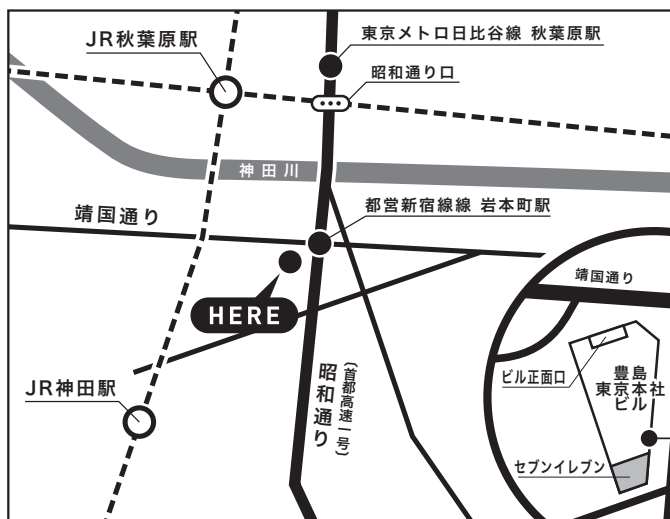 JR秋葉原駅
東京メトロ日比谷線 秋葉原駅
昭和通り口
神田川
都営新宿線線 岩本町駅
靖国通り
HERE
JR神田駅
昭和通り
(首都高速一号)
靖国通り
ビル正面口
豊島
東京本社
ビル
セブンイレブン